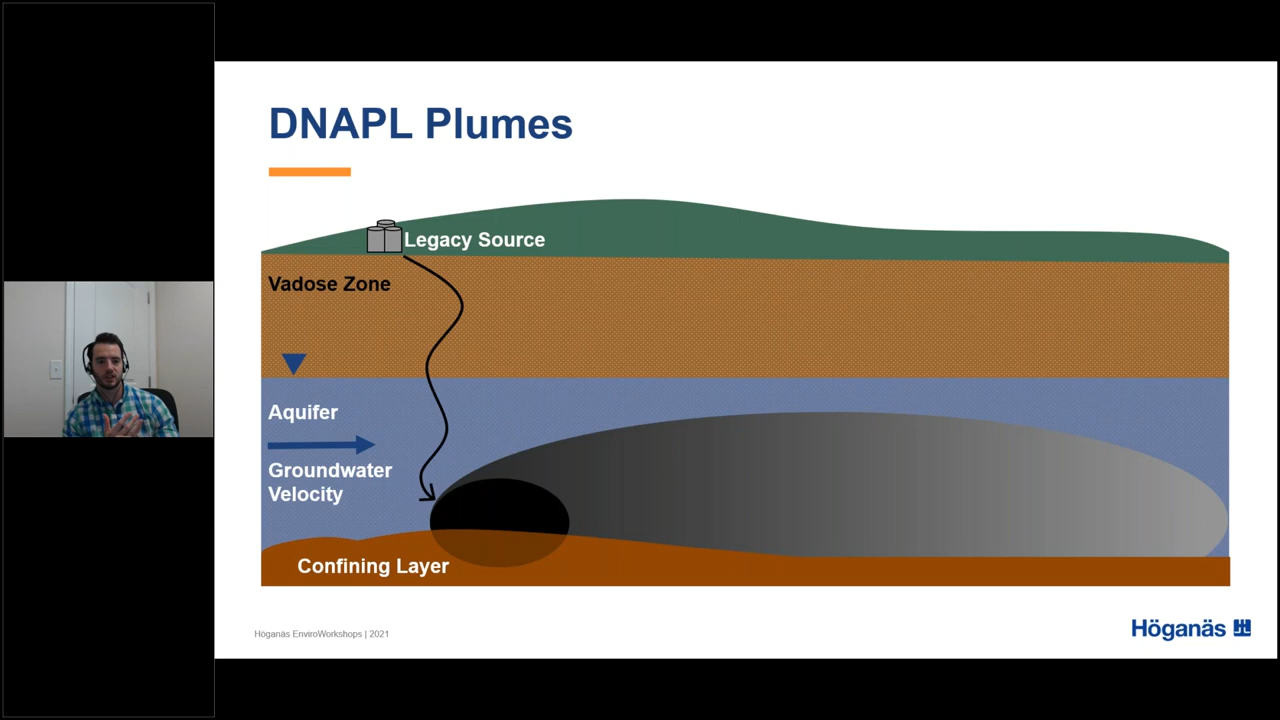 DNAPL Plumes
Legacy Source
Vadose Zone
Aquifer
Groundwater
Velocity
Confining Layer
Höganäs EnviroWorkshops | 2021
Höganäs